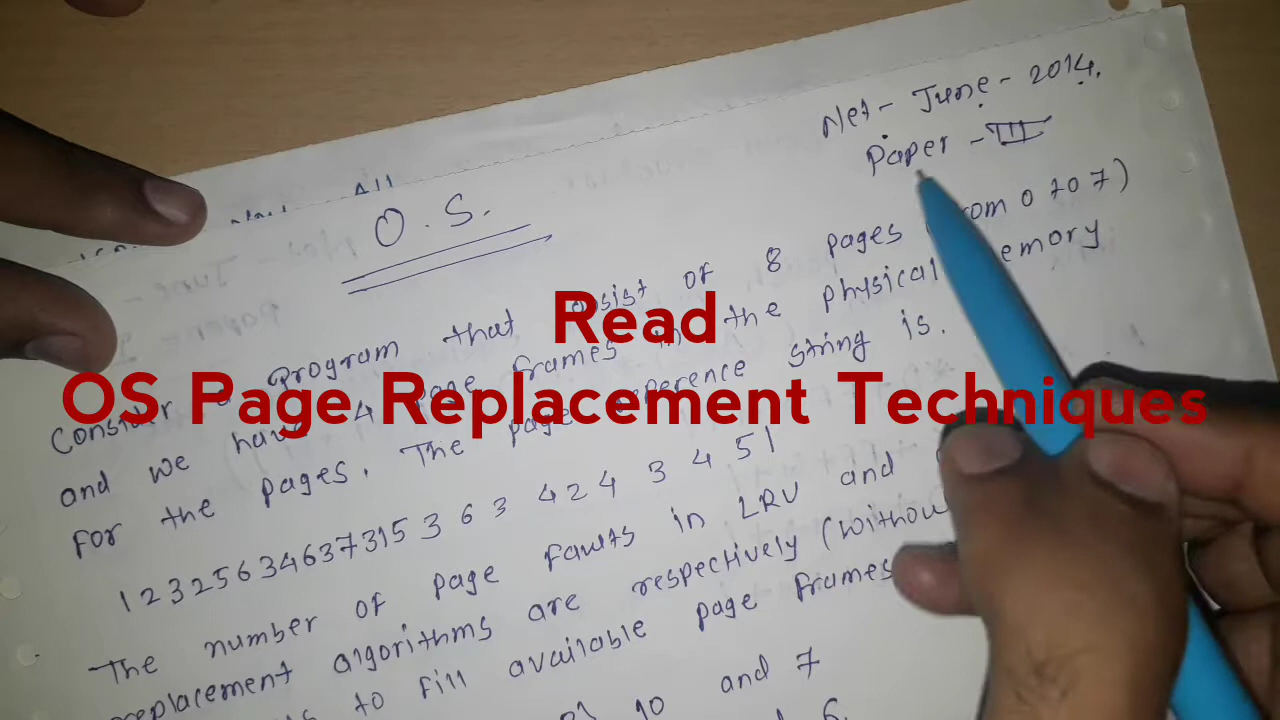 Net - June - 2014.
Paper - III
All
O.S.
Consider a program that consist of 8 pages (from 0 to 7)
and we have 4 page frames in the physical memory
for the pages. The page reference string is.
1 2 3 2 5 6 3 4 6 3 7 3 1 5 3 6 3 4 2 4 3 4 5 1
The number of page faults in LRU and
replacement algorithms are respectively (without
to fill available page frames
10 and 7
6.
Read
OS Page Replacement Techniques